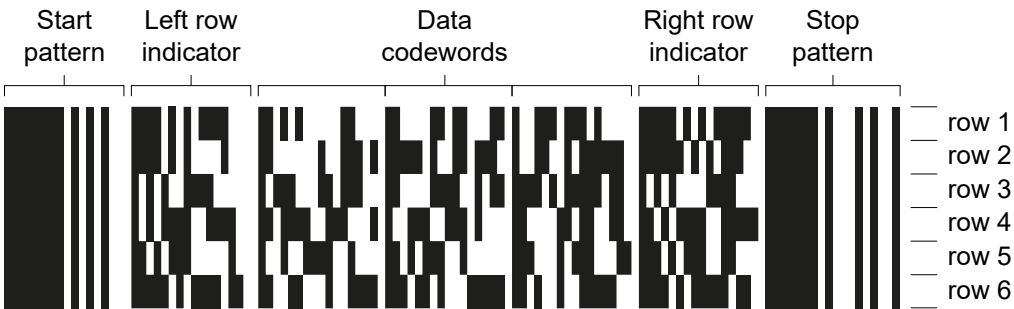 Start pattern
Left row indicator
Data codewords
Right row indicator
Stop pattern
row 1
row 2
row 3
row 4
row 5
row 6